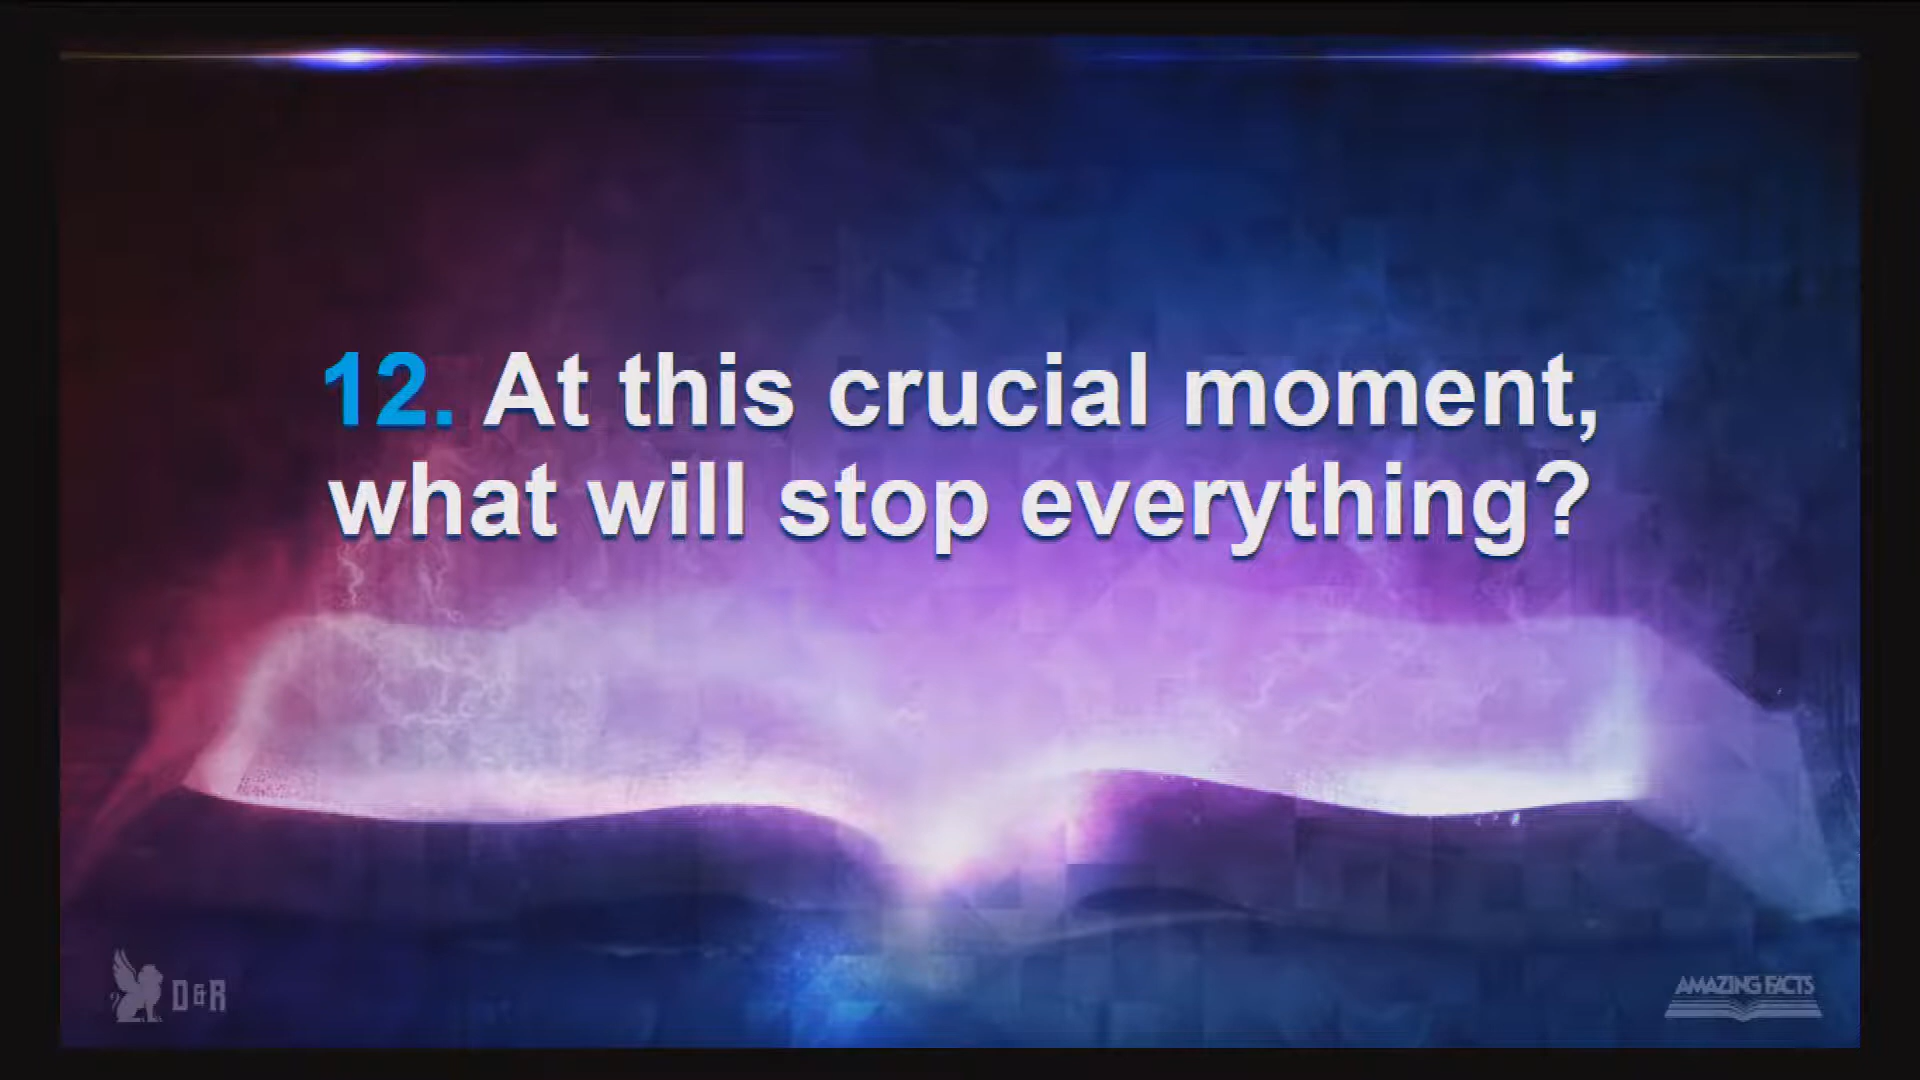 12. At this crucial moment,
what will stop everything?
D&R
AMAZING FACTS